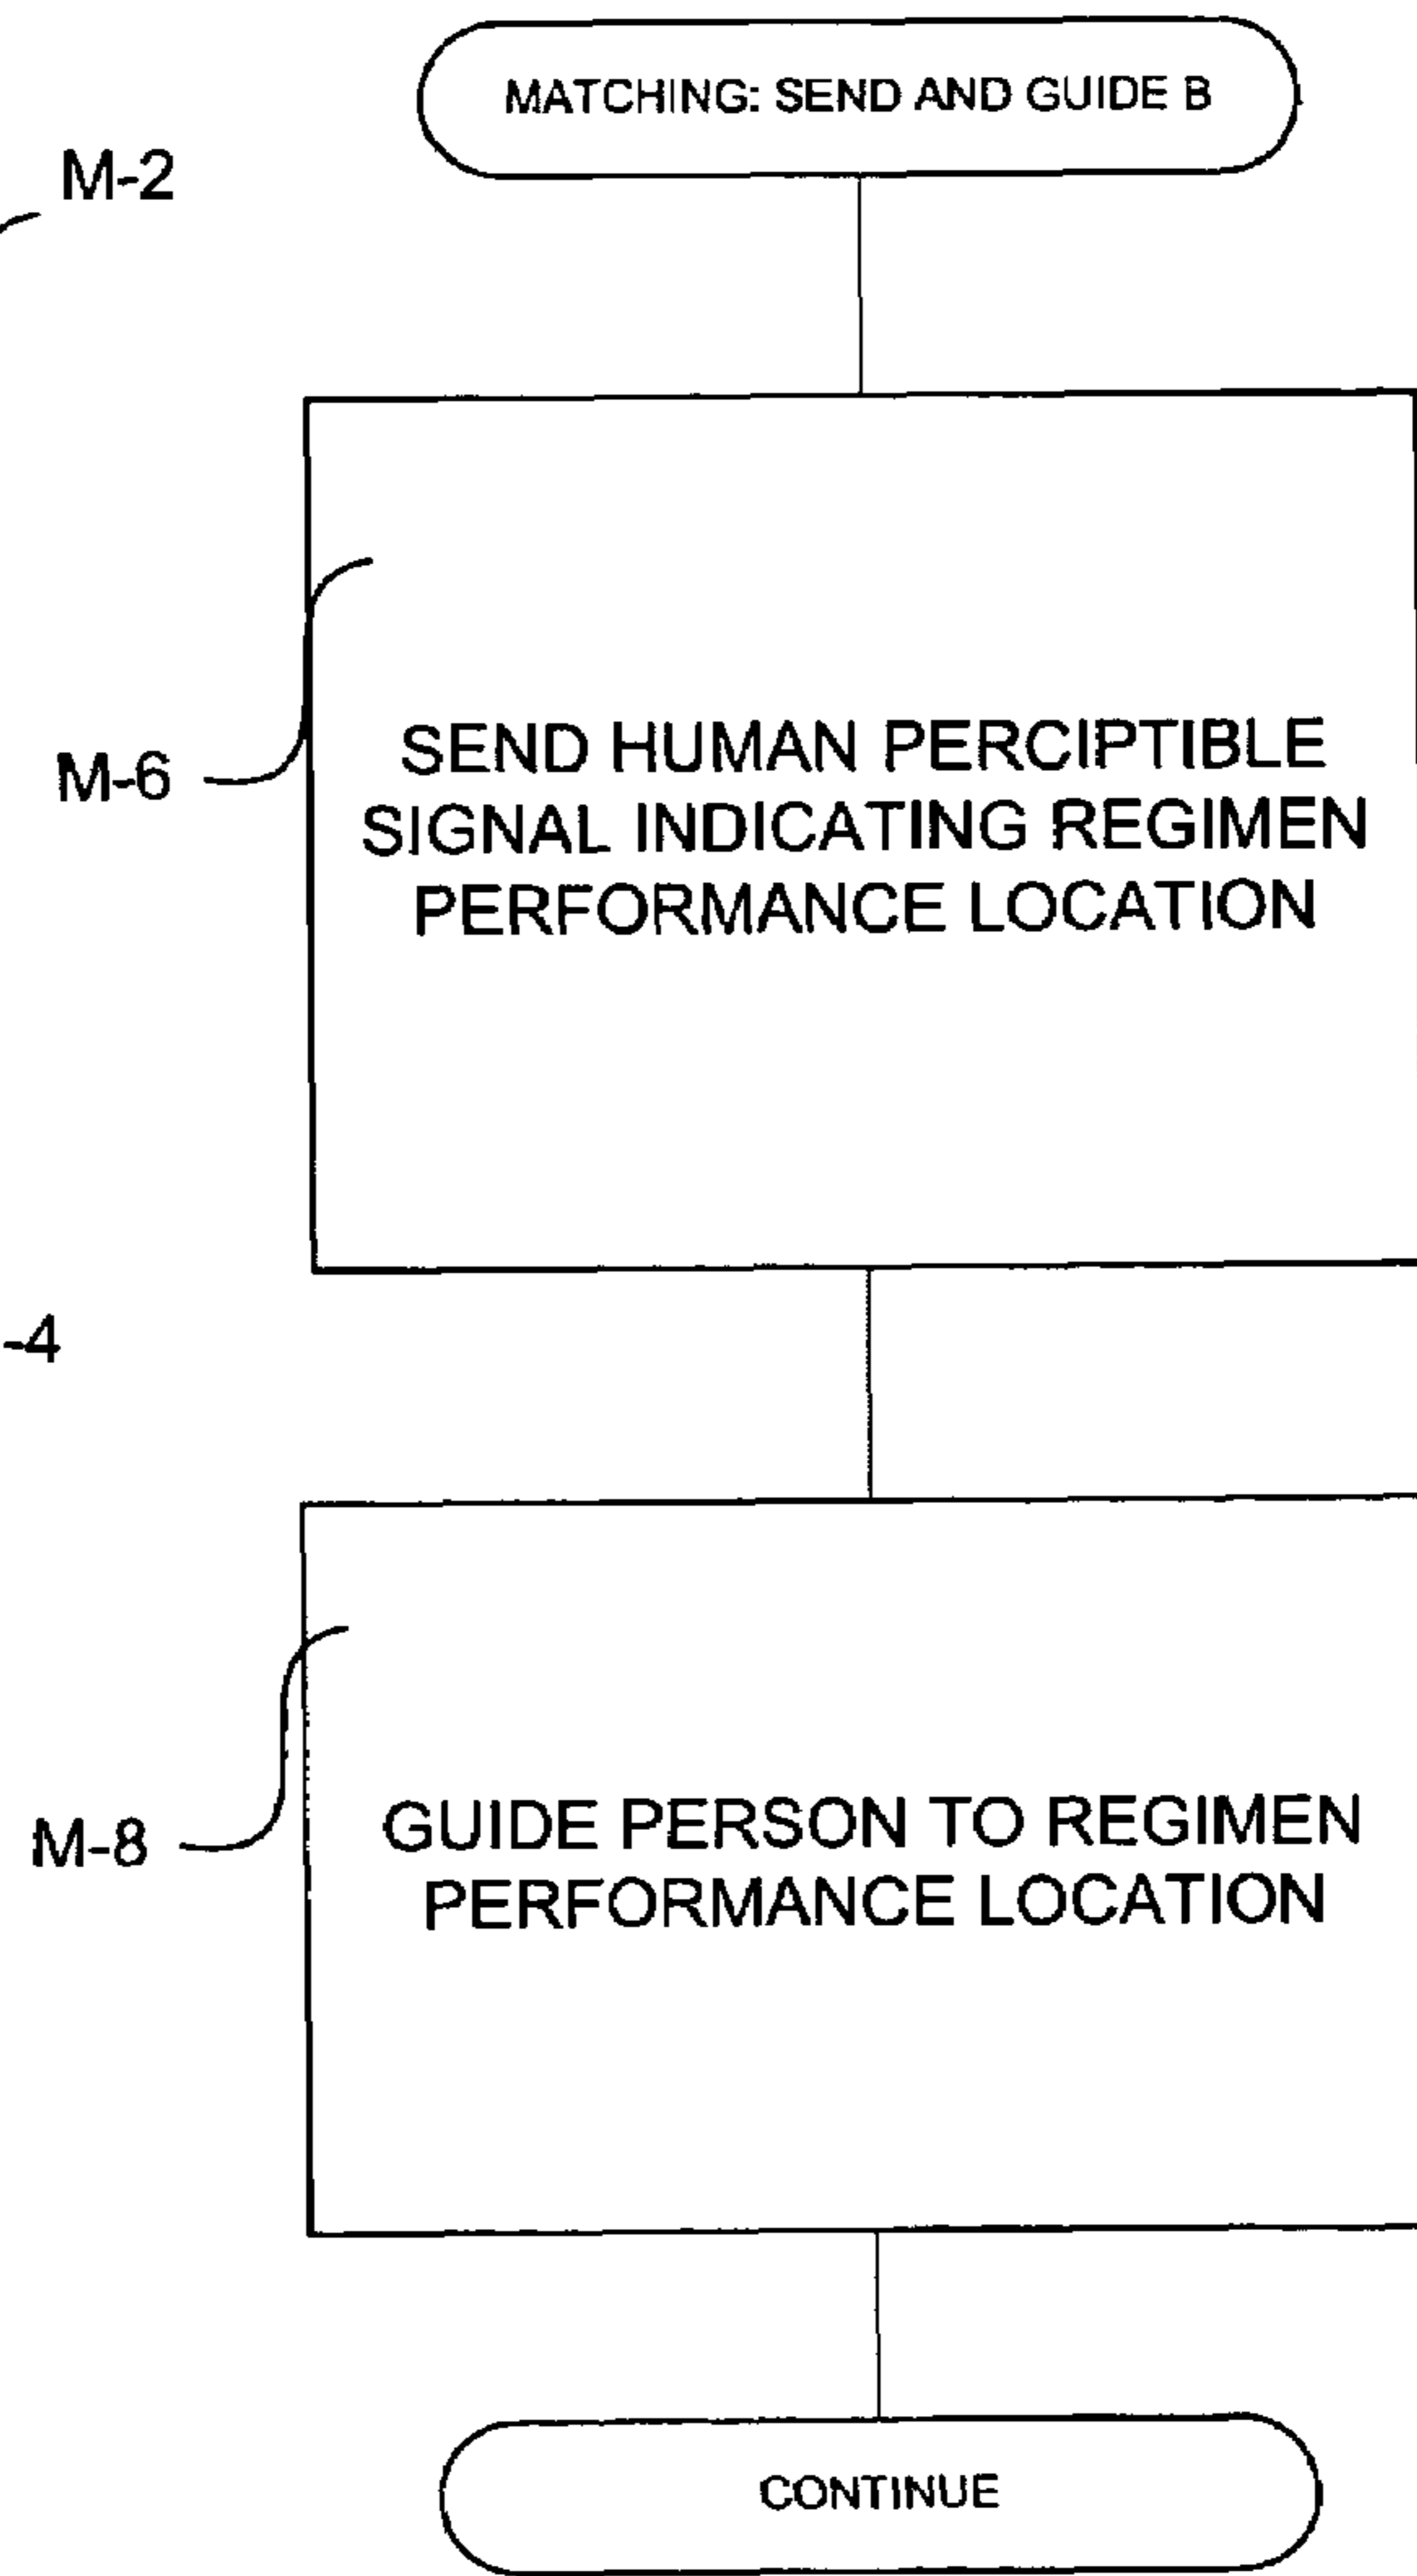 MATCHING: SEND AND GUIDE B
M-2
M-6
SEND HUMAN PERCIPTIBLE
SIGNAL INDICATING REGIMEN
PERFORMANCE LOCATION
-4
M-8
GUIDE PERSON TO REGIMEN
PERFORMANCE LOCATION
CONTINUE